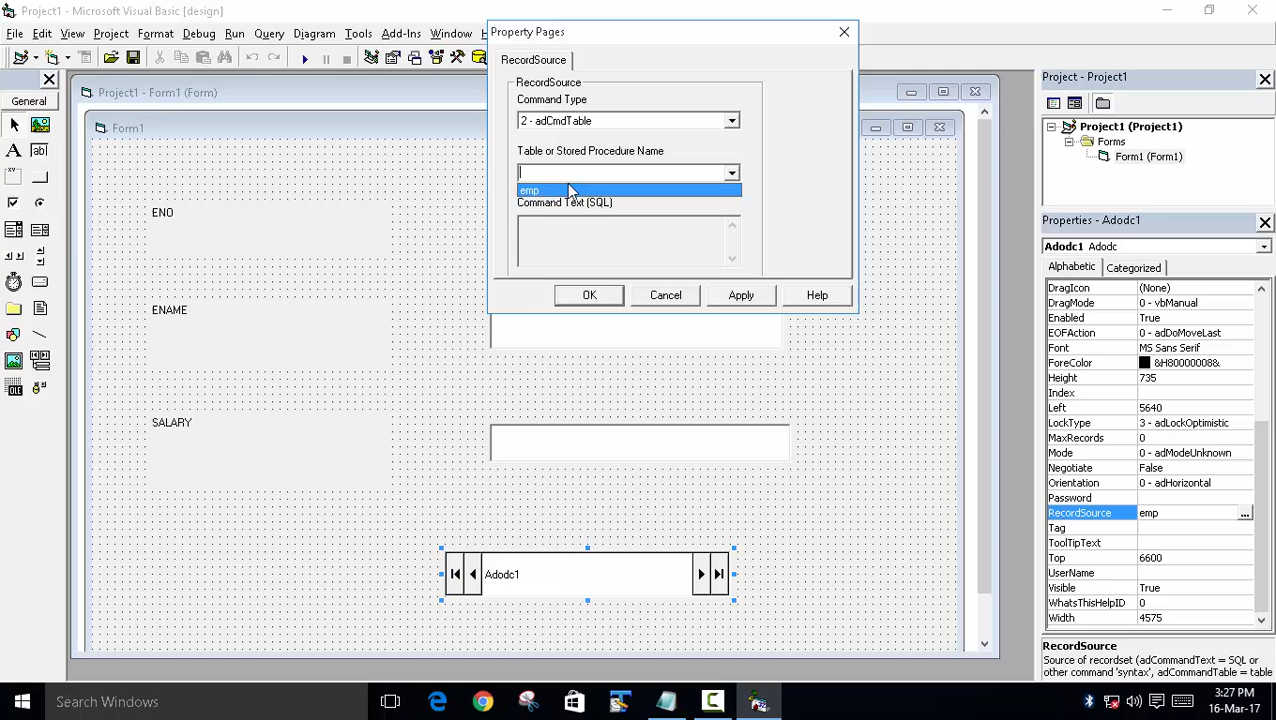 Project1 - Microsoft Visual Basic [design]
File Edit View Project Format Debug Run Query Diagram Tools Add-Ins Window
General
Project1 - Form1 (Form)
Form1
ENO
ENAME
SALARY
Adodc1
Property Pages
RecordSource
RecordSource
Command Type
2 - adCmdTable
Table or Stored Procedure Name
emp
Command Text (SQL)
OK Cancel Apply Help
Project - Project1
Project1 (Project1)
Forms
Form1 (Form1)
Properties - Adodc1
Adodc1 Adodc
Alphabetic Categorized
DragIcon (None)
DragMode 0 - vbManual
Enabled True
EOFAction 0 - adDoMoveLast
Font MS Sans Serif
ForeColor &H80000008&
Height 735
Index
Left 5640
LockType 3 - adLockOptimistic
MaxRecords 0
Mode 0 - adModeUnknown
Negotiate False
Orientation 0 - adHorizontal
Password
RecordSource emp ...
Tag
ToolTipText
Top 6600
UserName
Visible True
WhatsThisHelpID 0
Width 4575
RecordSource
Source of recordset (adCommandText = SQL or
other command 'syntax', adCommandTable = table
Search Windows
3:27 PM
16-Mar-17